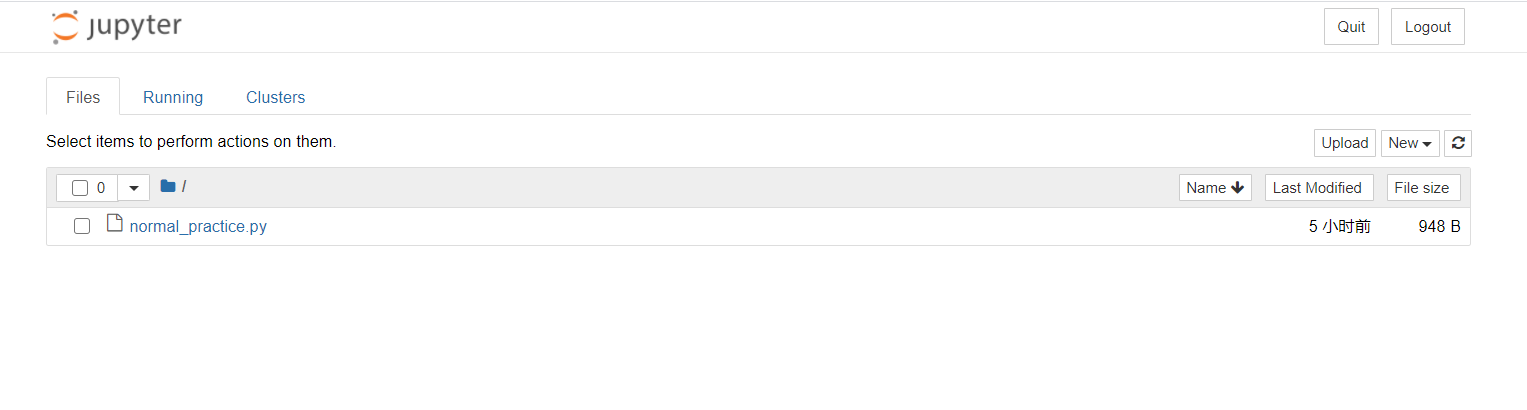 jupyter Quit Logout
Files Running Clusters
Select items to perform actions on them. Upload New
0 / Name Last Modified File size
normal_practice.py 5 小时前 948 B